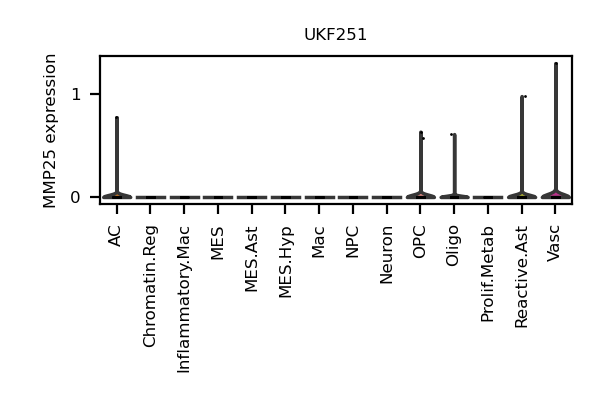 UKF251
MMP25 expression
1
0
AC
Chromatin.Reg
Inflammatory.Mac
MES
MES.Ast
MES.Hyp
Mac
NPC
Neuron
OPC
Oligo
Prolif.Metab
Reactive.Ast
Vasc